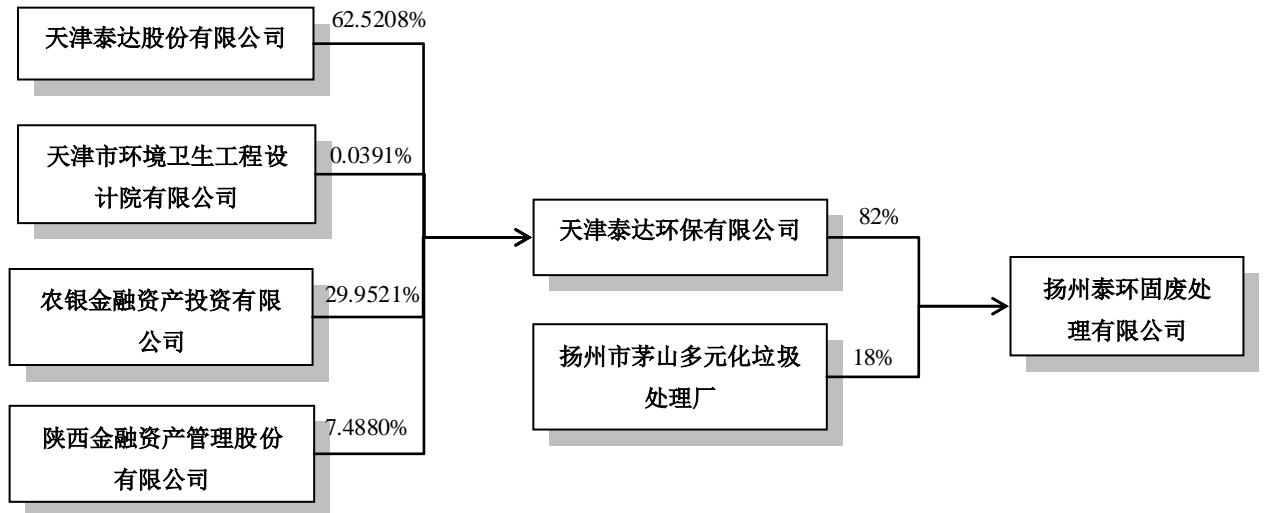 天津泰达股份有限公司
62.5208%
天津市环境卫生工程设
计院有限公司
0.0391%
农银金融资产投资有限
公司
29.9521%
陕西金融资产管理股份
有限公司
7.4880%
天津泰达环保有限公司
82%
扬州市茅山多元化垃圾
处理厂
18%
扬州泰环固废处
理有限公司